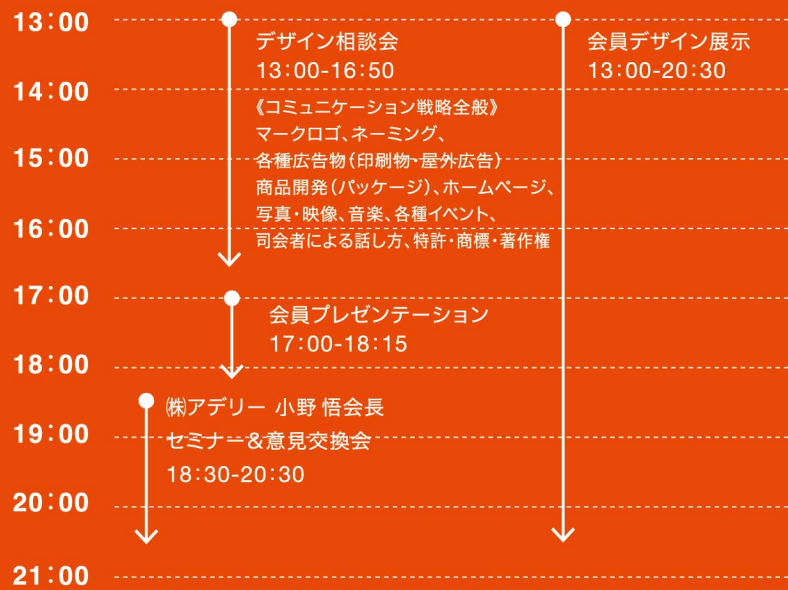 13:00
デザイン相談会
13:00-16:50
会員デザイン展示
13:00-20:30
14:00
《コミュニケーション戦略全般》
マークロゴ、ネーミング、
15:00
各種広告物(印刷物・屋外広告)
商品開発(パッケージ)、ホームページ、
写真・映像、音楽、各種イベント、
16:00
司会者による話し方、特許・商標・著作権
17:00
会員プレゼンテーション
17:00-18:15
18:00
㈱アデリー 小野 悟会長
19:00
セミナー&意見交換会
18:30-20:30
20:00
21:00